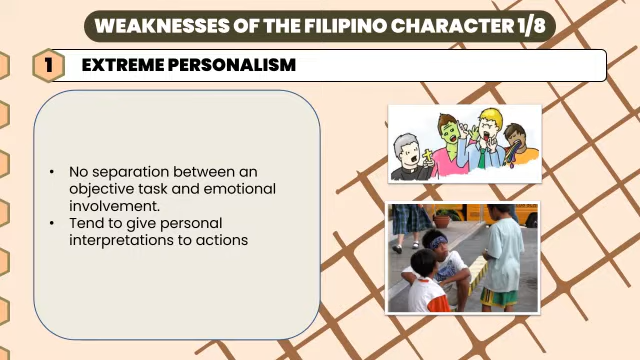 WEAKNESSES OF THE FILIPINO CHARACTER 1/8
1 EXTREME PERSONALISM
• No separation between an
objective task and emotional
involvement.
• Tend to give personal
interpretations to actions